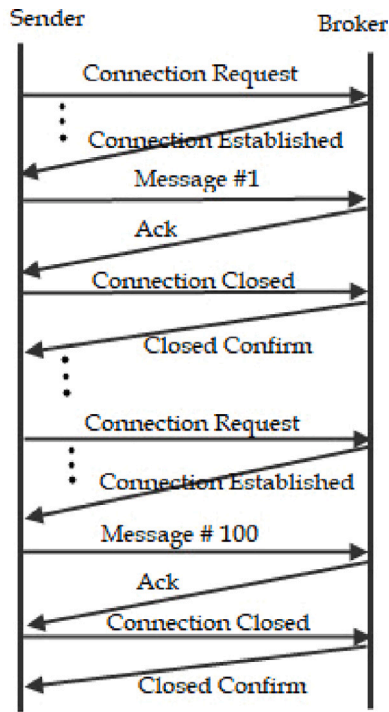 Sender
Broker
Connection Request
Connection Established
Message #1
Ack
Connection Closed
Closed Confirm
Connection Request
Connection Established
Message # 100
Ack
Connection Closed
Closed Confirm